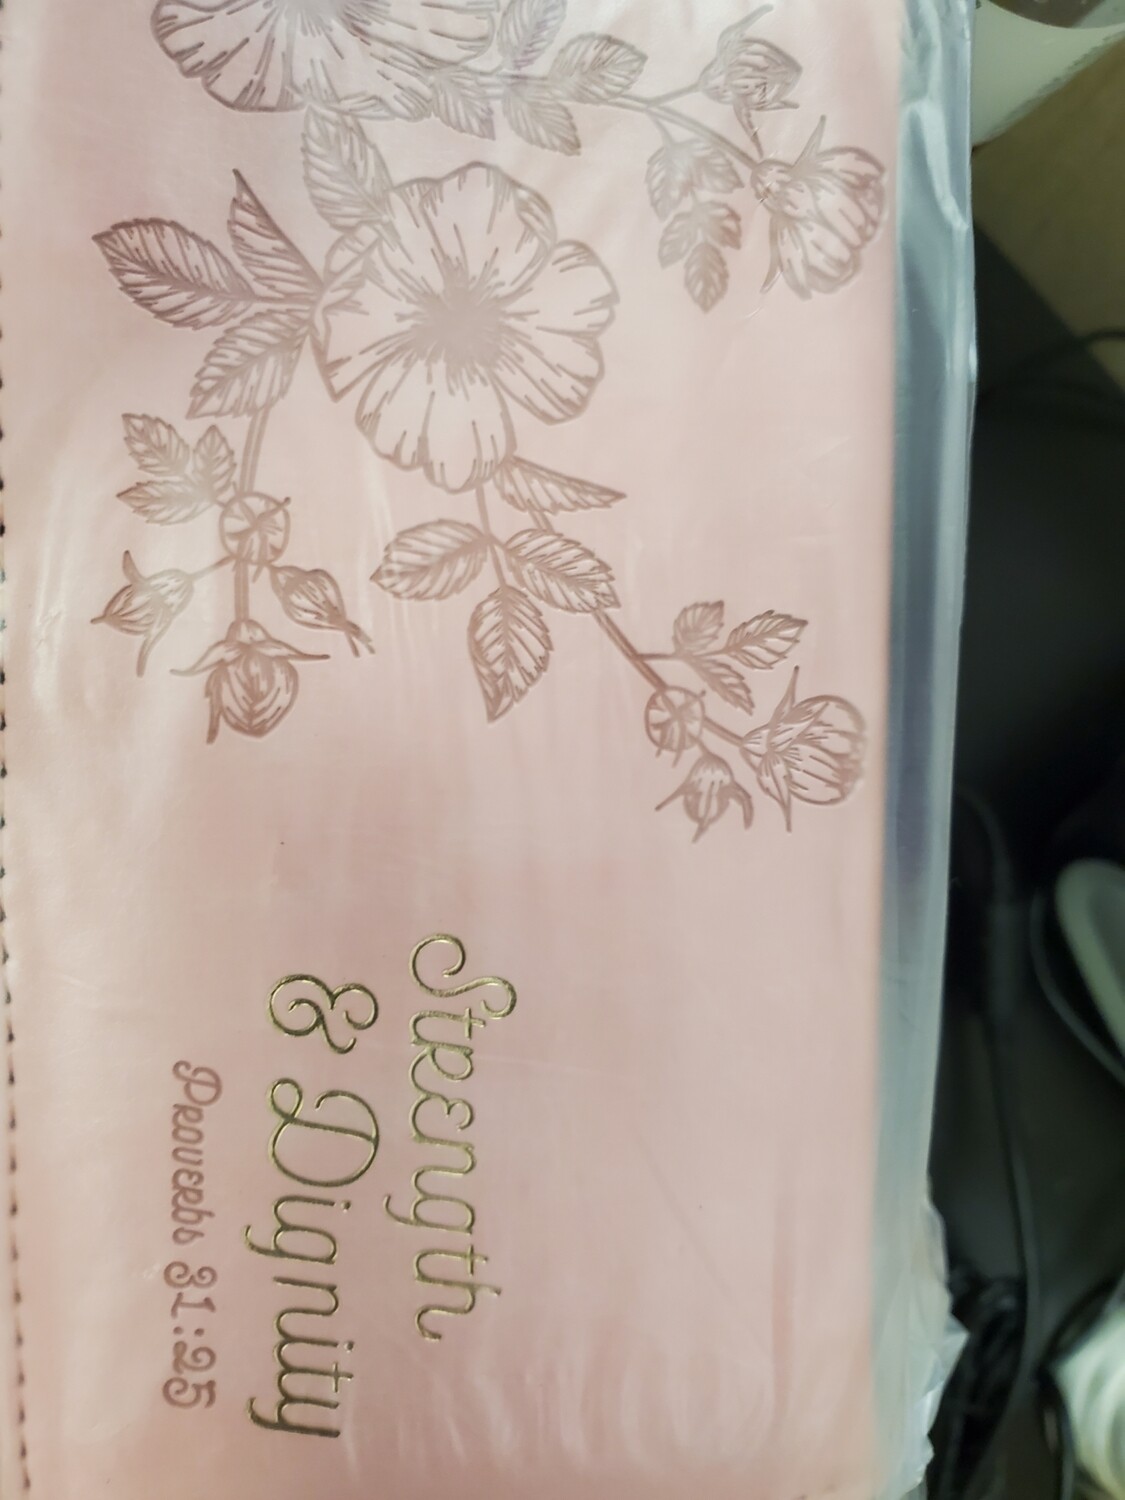 Strength
& Dignity
Proverbs 31:25